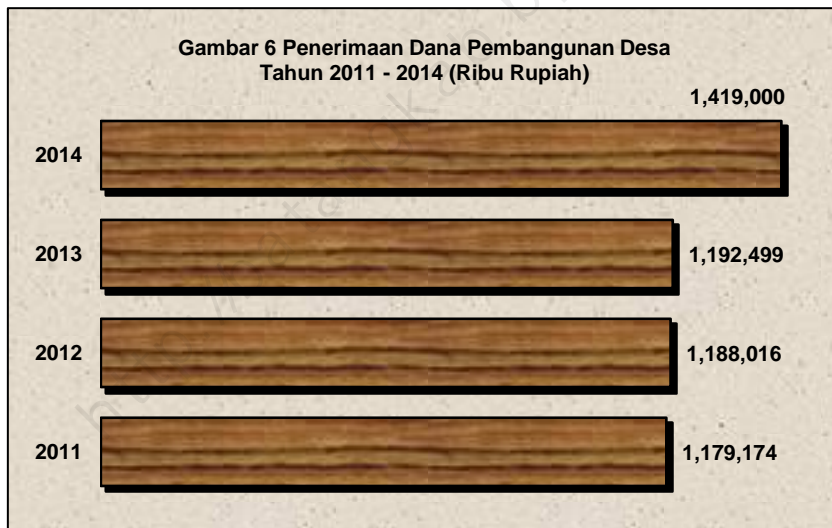 Gambar 6 Penerimaan Dana Pembangunan Desa
Tahun 2011 - 2014 (Ribu Rupiah)
1,419,000
2014
2013 1,192,499
2012 1,188,016
2011 1,179,174